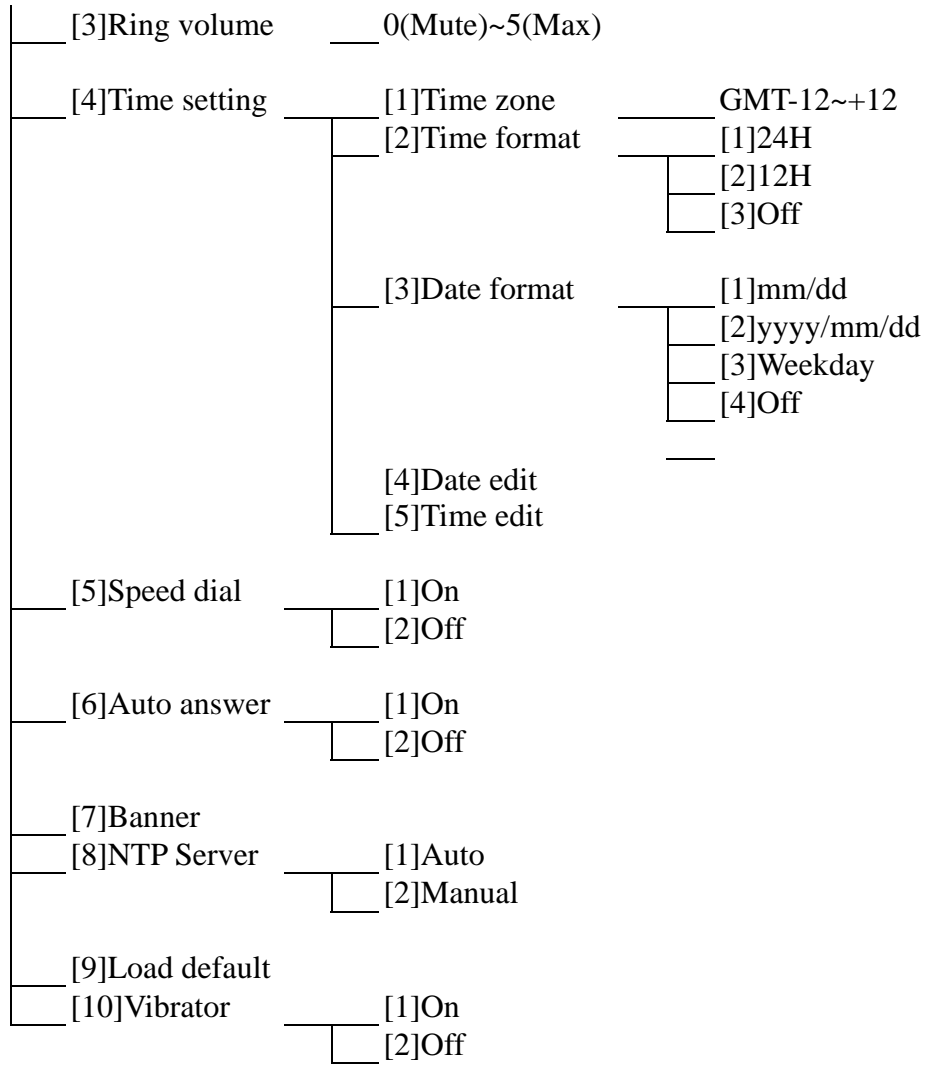 [3]Ring volume 0(Mute)~5(Max)
[4]Time setting [1]Time zone GMT-12~+12
[2]Time format [1]24H
[2]12H
[3]Off
[3]Date format [1]mm/dd
[2]yyyy/mm/dd
[3]Weekday
[4]Off
[4]Date edit
[5]Time edit
[5]Speed dial [1]On
[2]Off
[6]Auto answer [1]On
[2]Off
[7]Banner
[8]NTP Server [1]Auto
[2]Manual
[9]Load default
[10]Vibrator [1]On
[2]Off